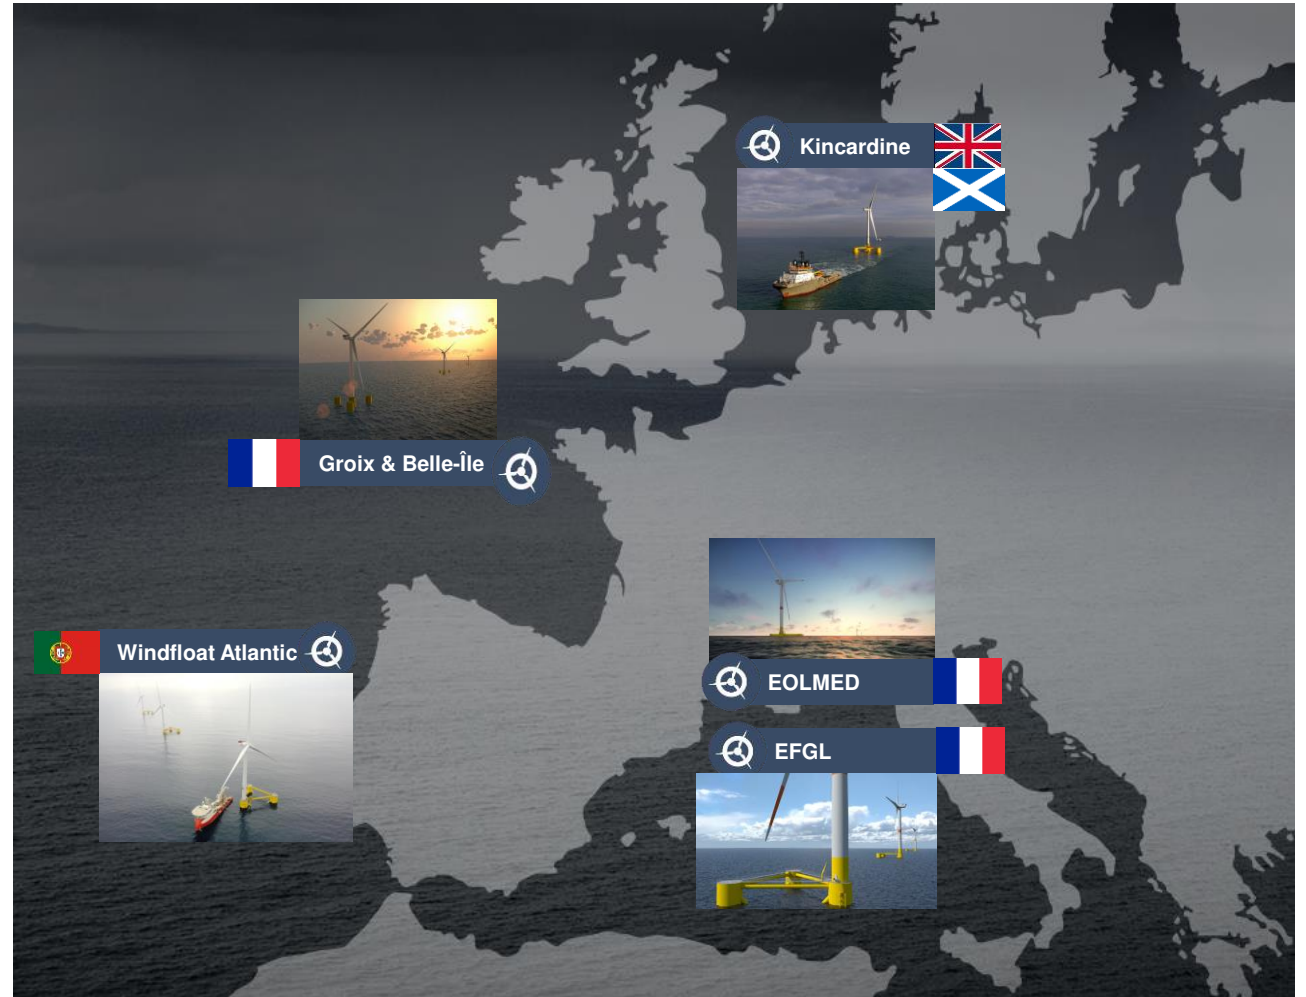 Kincardine
Groix & Belle-Île
Windfloat Atlantic
EOLMED
EFGL